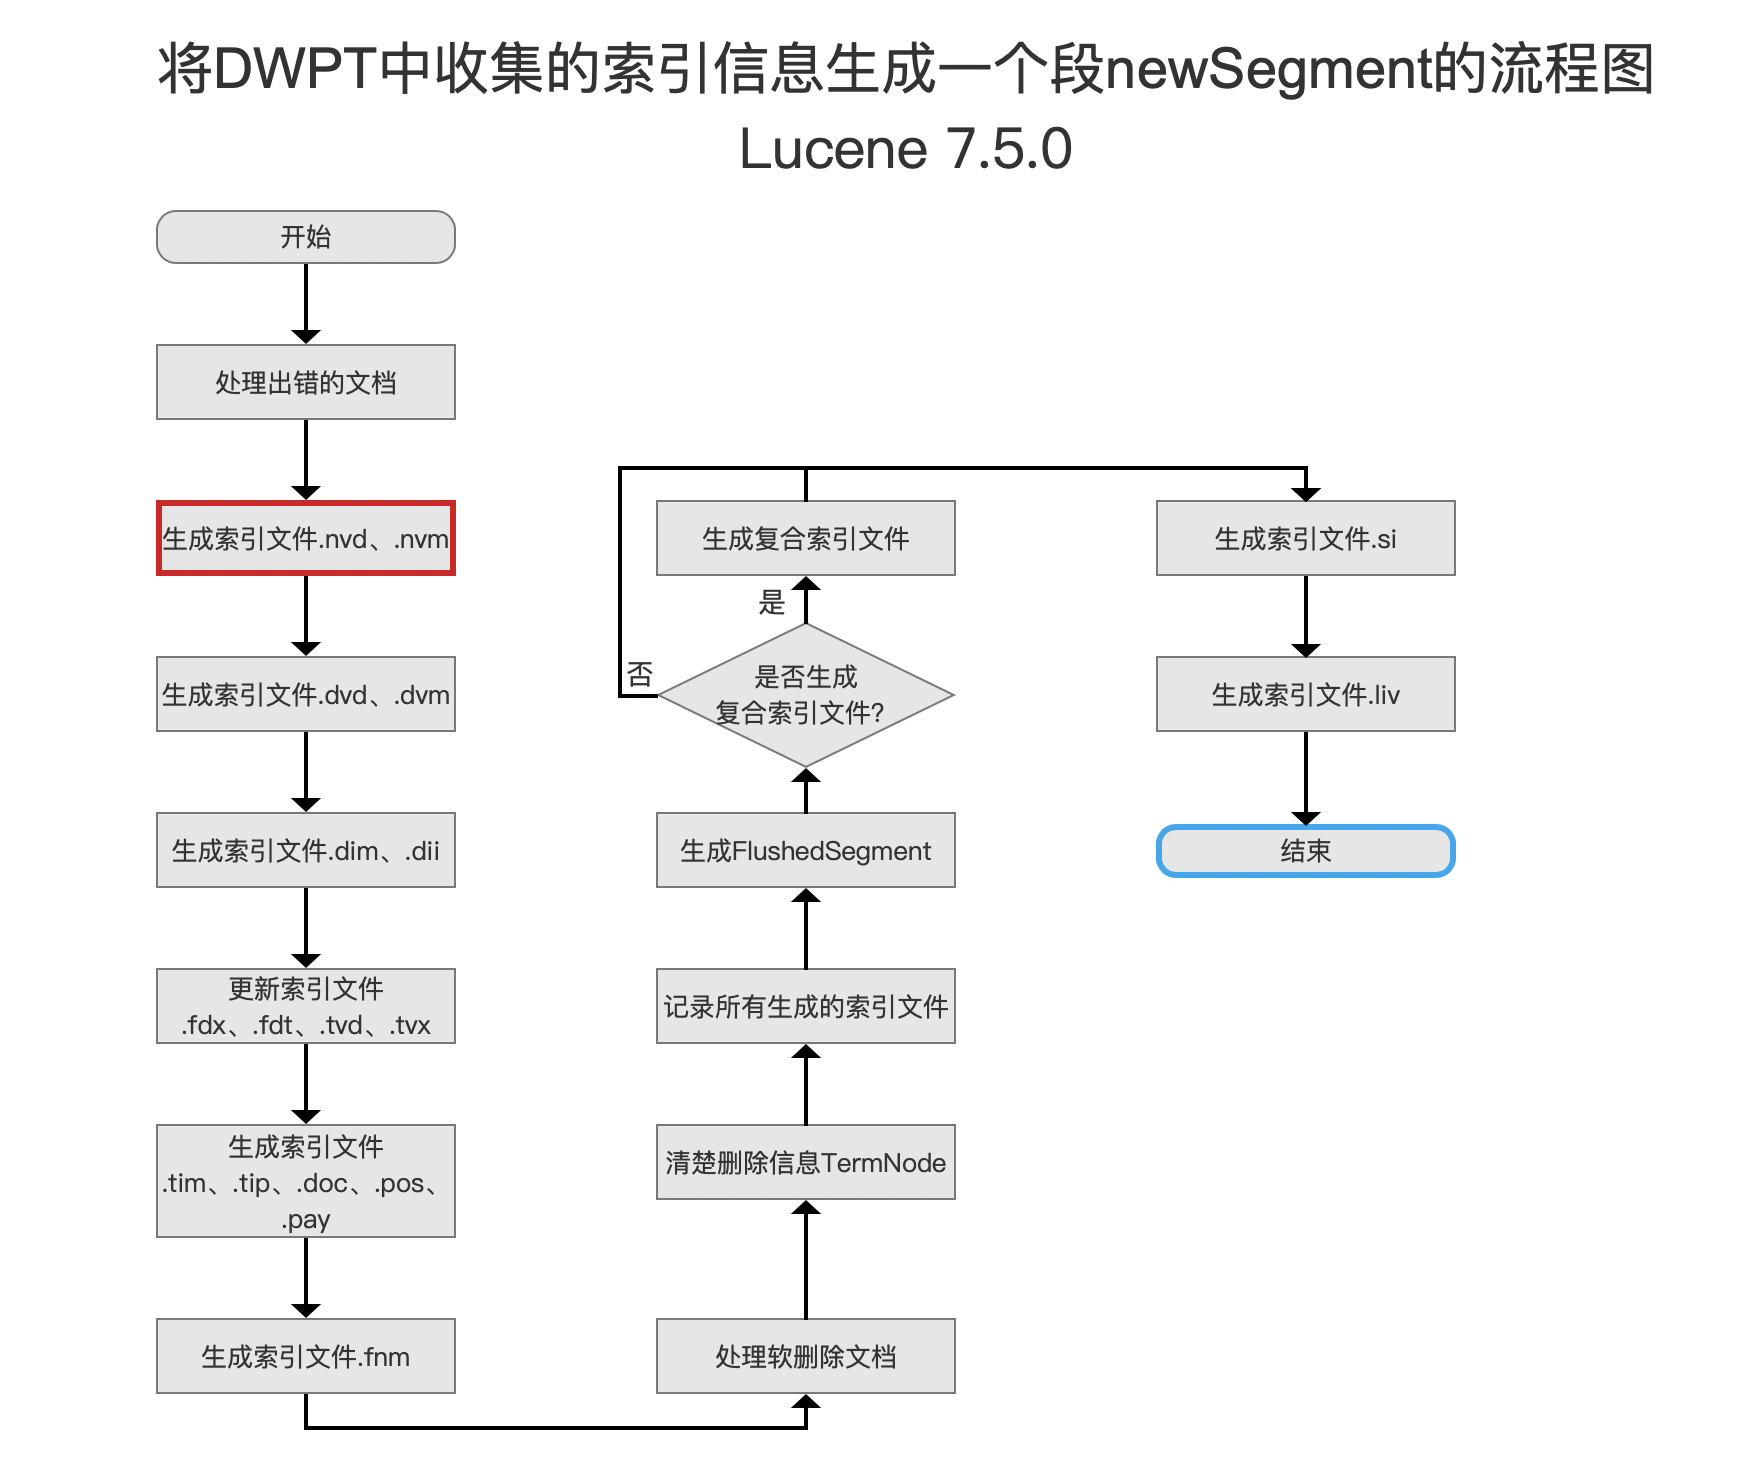 将DWPT中收集的索引信息生成一个段newSegment的流程图
Lucene 7.5.0
开始
处理出错的文档
生成索引文件.nvd、.nvm
生成索引文件.dvd、.dvm
生成索引文件.dim、.dii
更新索引文件
.fdx、.fdt、.tvd、.tvx
生成索引文件
.tim、.tip、.doc、.pos、
.pay
生成索引文件.fnm
处理软删除文档
清楚删除信息TermNode
记录所有生成的索引文件
生成FlushedSegment
是否生成
复合索引文件?
是
否
生成复合索引文件
生成索引文件.si
生成索引文件.liv
结束